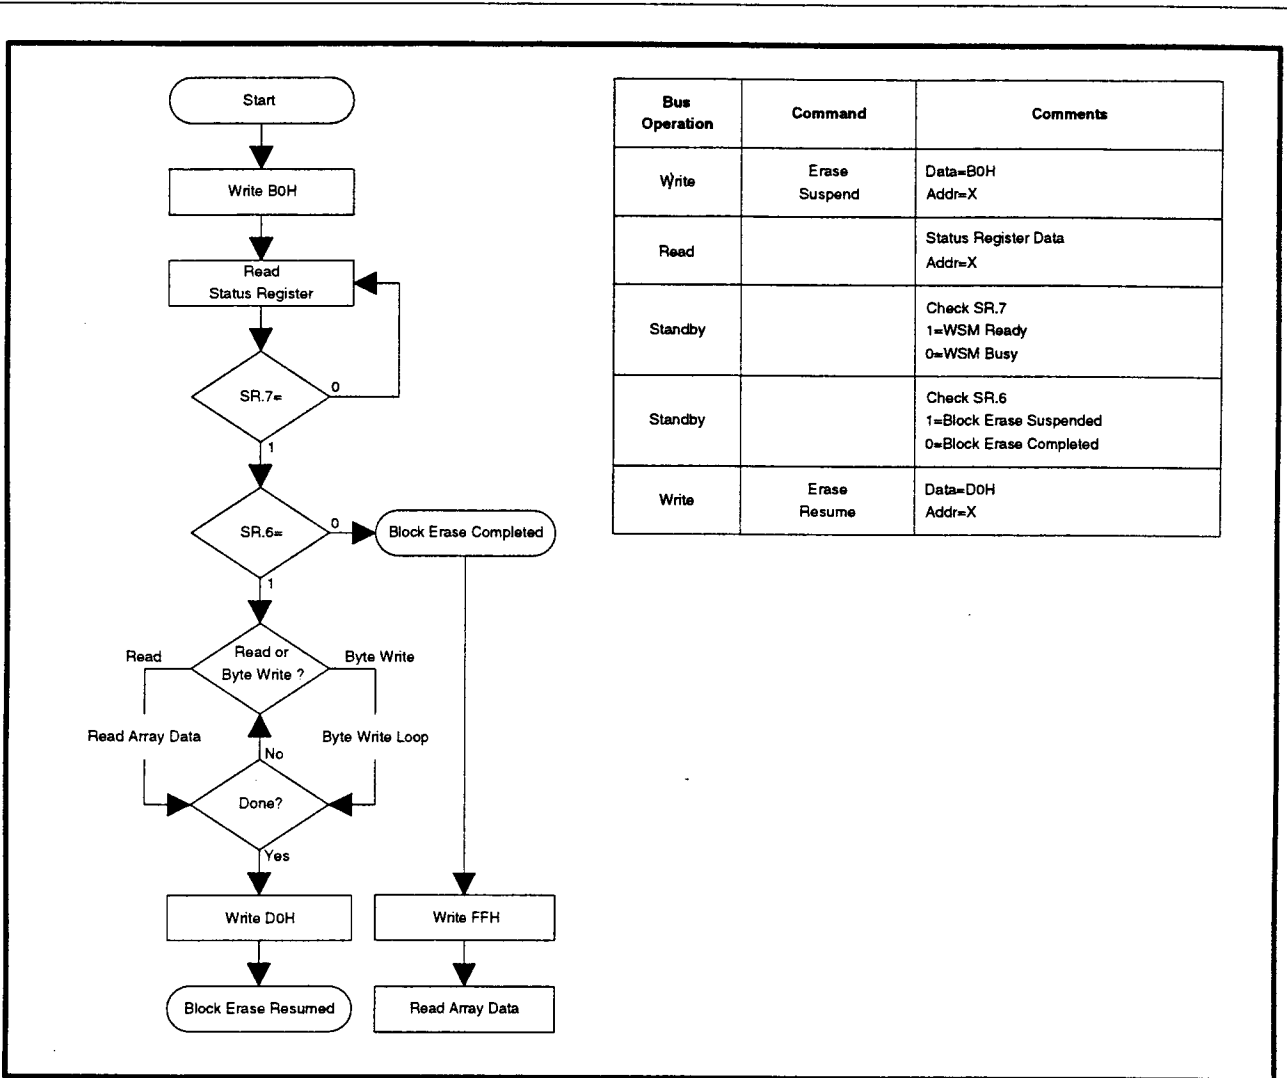 Start
Write B0H
Read
Status Register
SR.7=
0
1
SR.6=
0
Block Erase Completed
1
Read
Read or
Byte Write ?
Byte Write
Read Array Data
Byte Write Loop
No
Done?
Yes
Write D0H
Write FFH
Block Erase Resumed
Read Array Data
Bus
Operation
Command
Comments
Write
Erase
Suspend
Data=B0H
Addr=X
Read
Status Register Data
Addr=X
Standby
Check SR.7
1=WSM Ready
0=WSM Busy
Standby
Check SR.6
1=Block Erase Suspended
0=Block Erase Completed
Write
Erase
Resume
Data=D0H
Addr=X